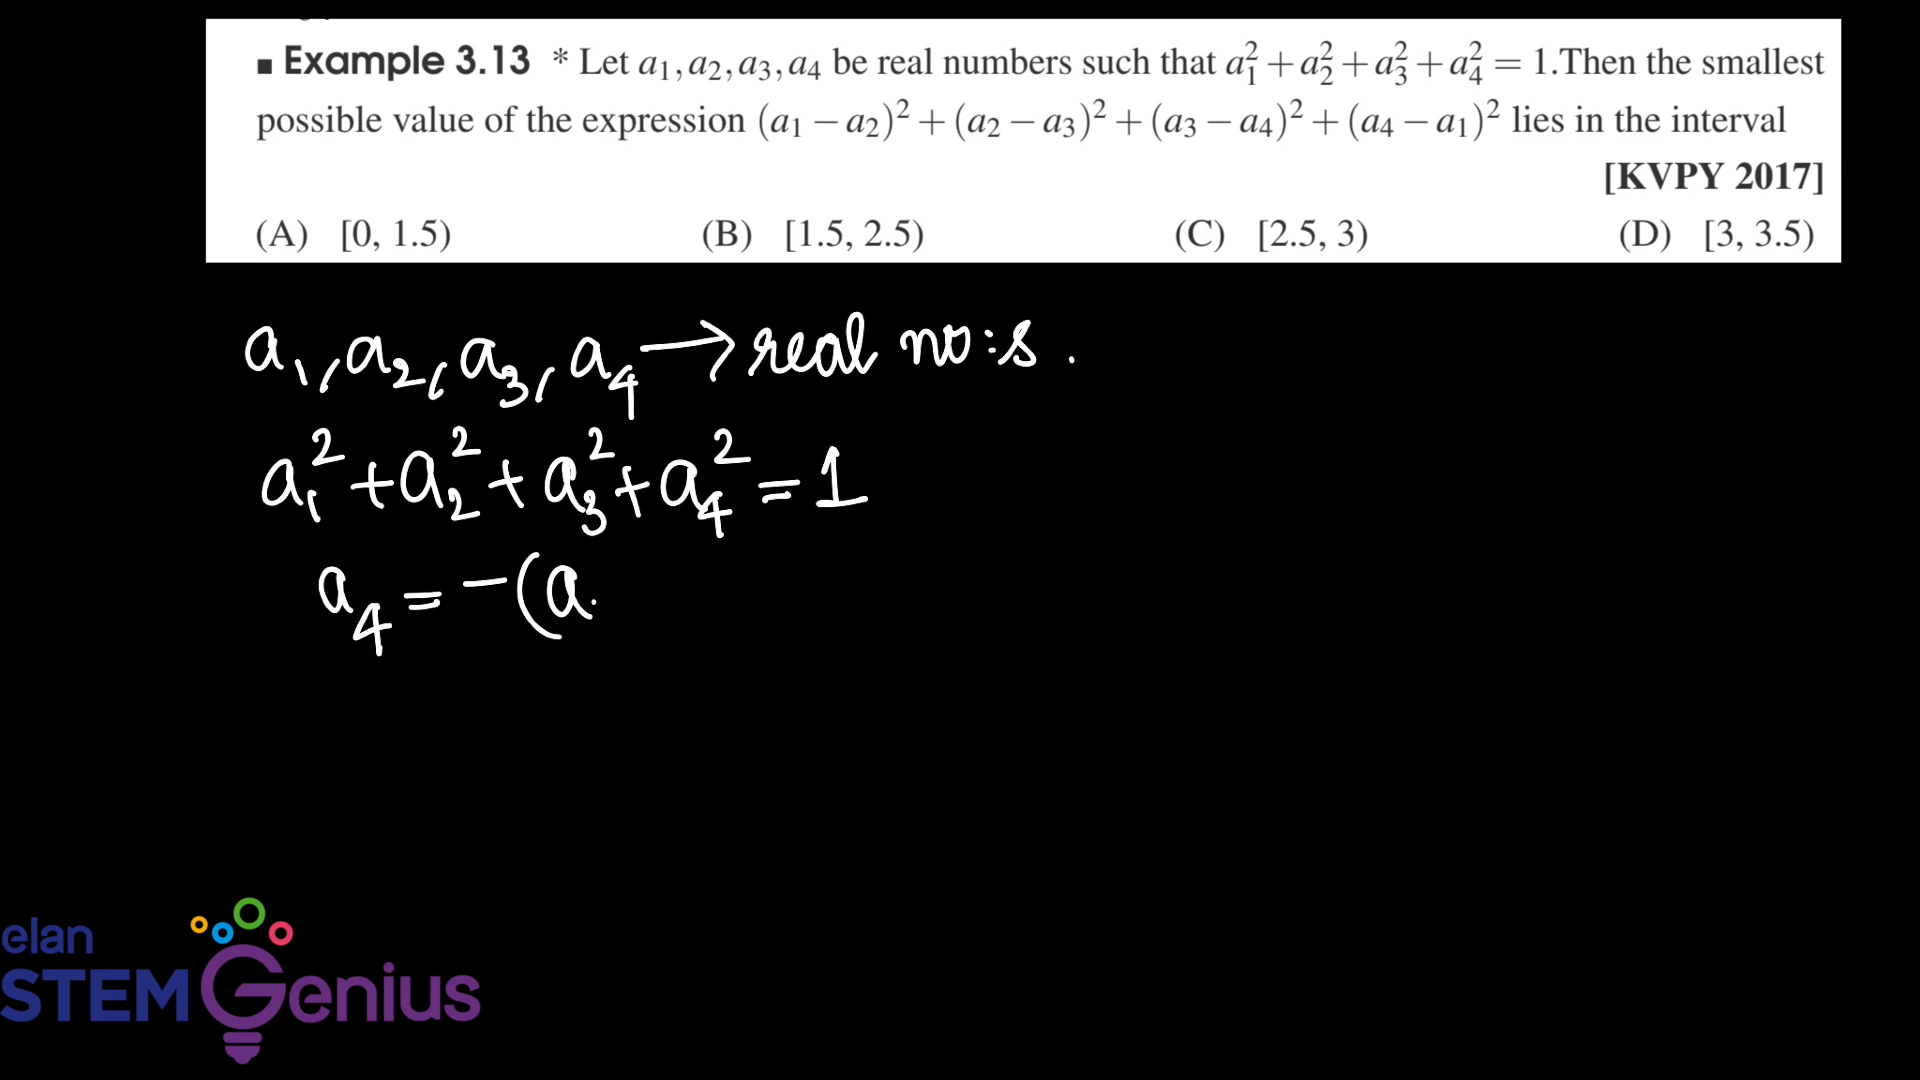 ▪ Example 3.13 * Let a₁, a₂, a₃, a₄ be real numbers such that a₁² + a₂² + a₃² + a₄² = 1.Then the smallest
possible value of the expression (a₁ − a₂)² + (a₂ − a₃)² + (a₃ − a₄)² + (a₄ − a₁)² lies in the interval
[KVPY 2017]
(A) [0, 1.5) (B) [1.5, 2.5) (C) [2.5, 3) (D) [3, 3.5)
a₁, a₂, a₃, a₄ → real no:s .
a₁² + a₂² + a₃² + a₄² = 1
a₄ = −(a.
elan
STEM Genius